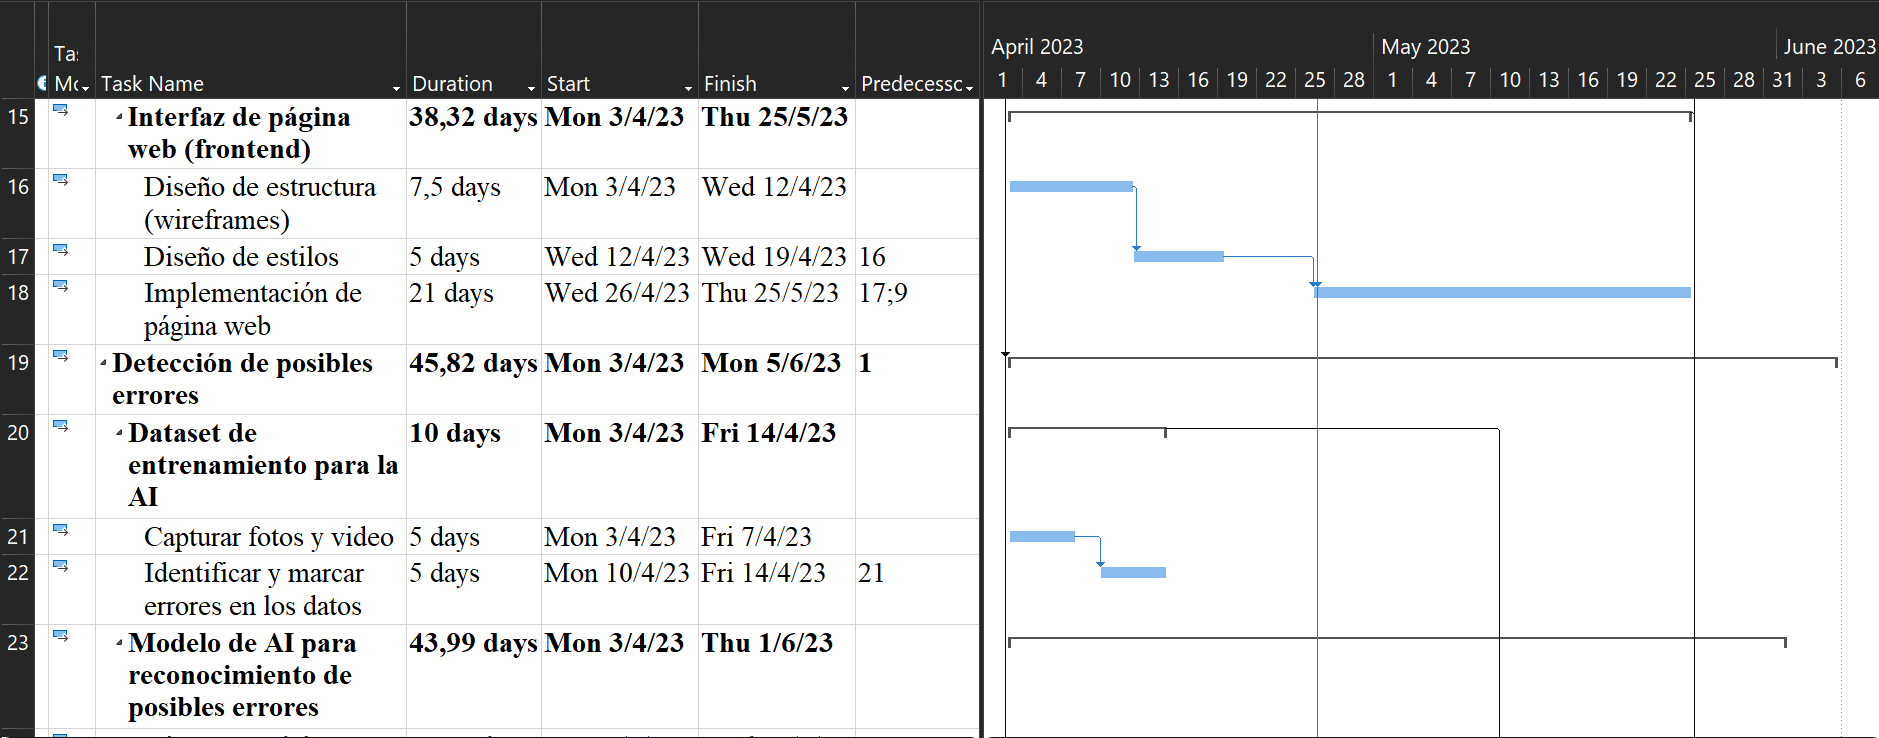 April 2023 May 2023 June 2023
Mo Task Name Duration Start Finish Predecessc
1 4 7 10 13 16 19 22 25 28 1 4 7 10 13 16 19 22 25 28 31 3 6
15 Interfaz de página 38,32 days Mon 3/4/23 Thu 25/5/23
web (frontend)
16 Diseño de estructura 7,5 days Mon 3/4/23 Wed 12/4/23
(wireframes)
17 Diseño de estilos 5 days Wed 12/4/23 Wed 19/4/23 16
18 Implementación de 21 days Wed 26/4/23 Thu 25/5/23 17;9
página web
19 Detección de posibles 45,82 days Mon 3/4/23 Mon 5/6/23 1
errores
20 Dataset de 10 days Mon 3/4/23 Fri 14/4/23
entrenamiento para la
AI
21 Capturar fotos y video 5 days Mon 3/4/23 Fri 7/4/23
22 Identificar y marcar 5 days Mon 10/4/23 Fri 14/4/23 21
errores en los datos
23 Modelo de AI para 43,99 days Mon 3/4/23 Thu 1/6/23
reconocimiento de
posibles errores